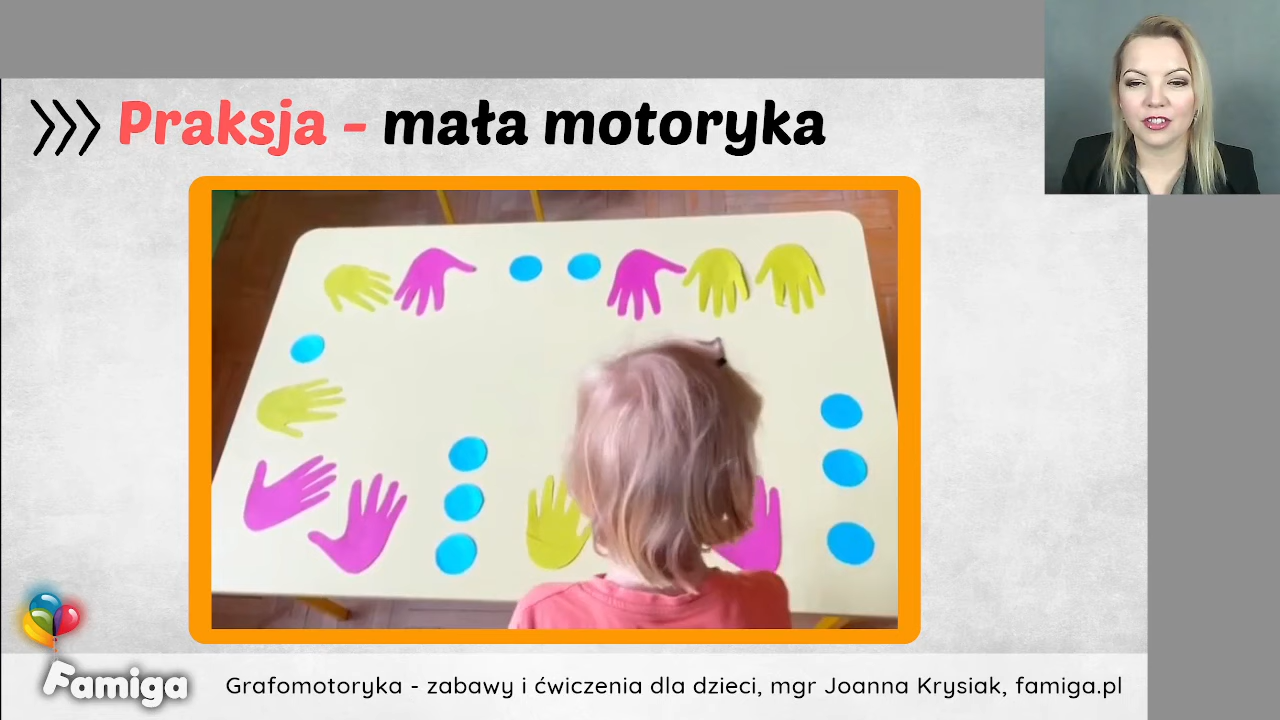 Praksja - mała motoryka
Famiga
Grafomotoryka - zabawy i ćwiczenia dla dzieci, mgr Joanna Krysiak, famiga.pl